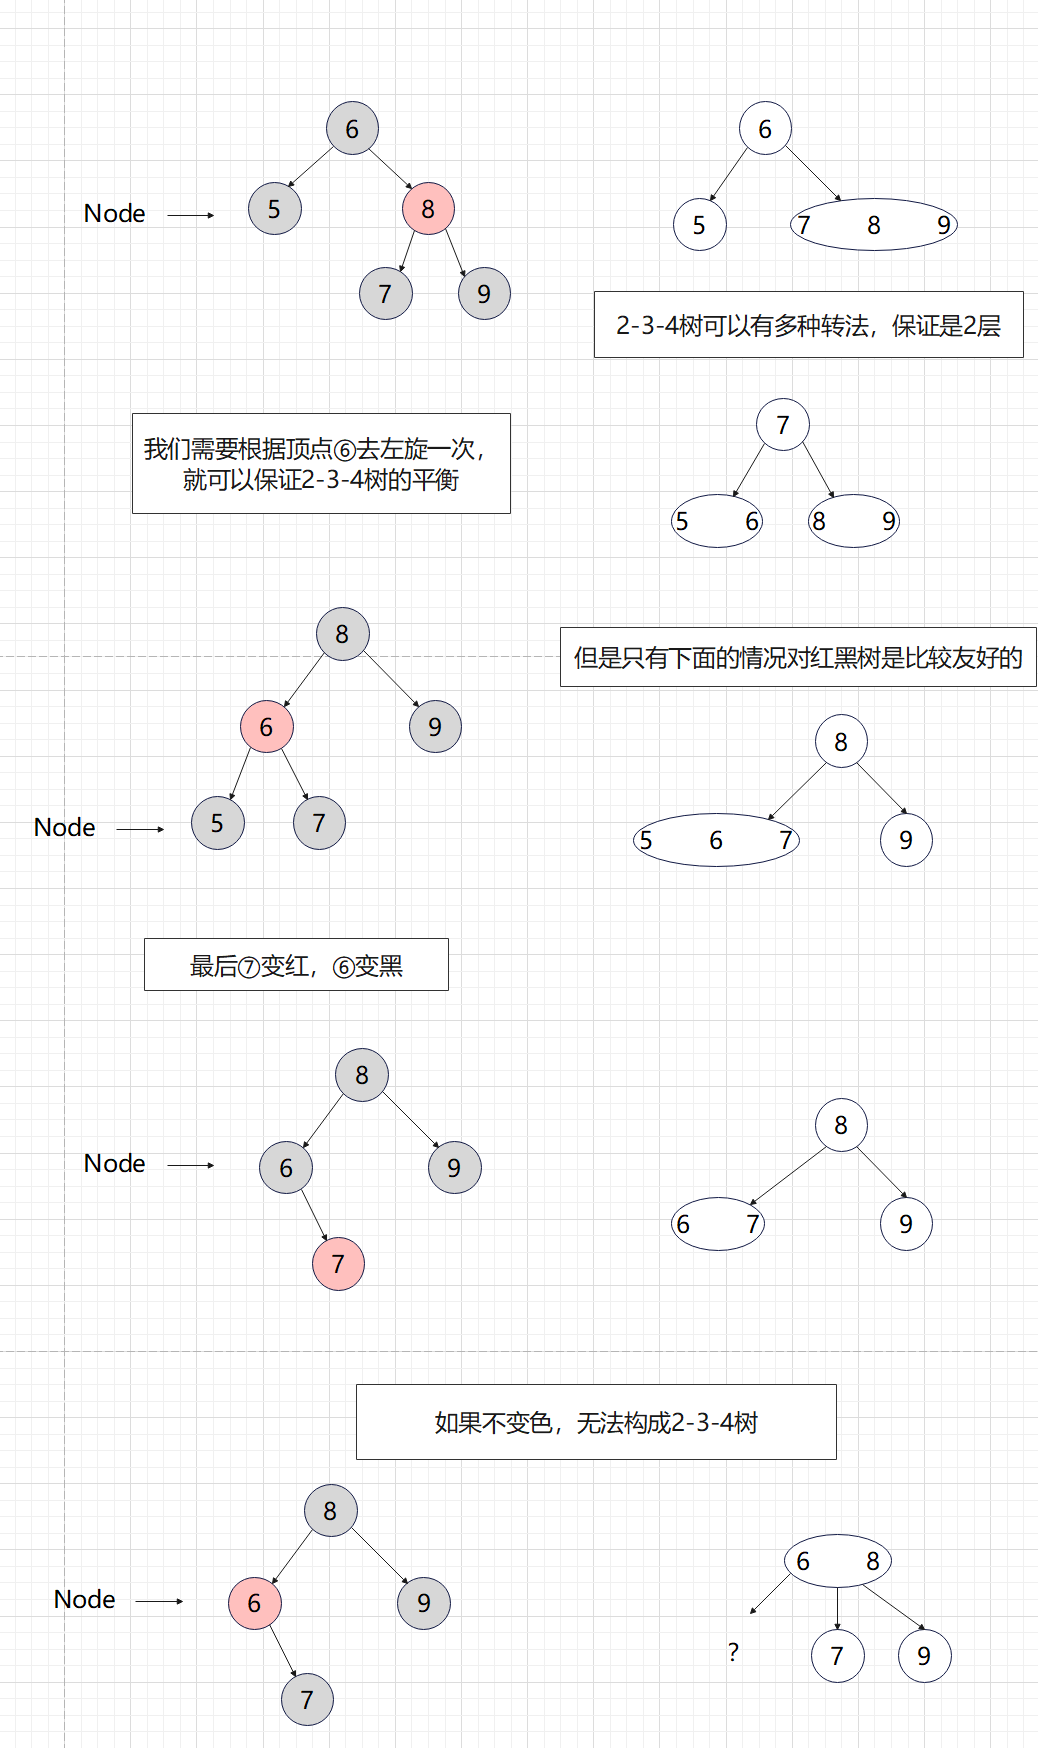 6
6
Node
5
8
5
7 8 9
7
9
2-3-4树可以有多种转法，保证是2层
7
我们需要根据顶点⑥去左旋一次，
就可以保证2-3-4树的平衡
5 6
8 9
8
但是只有下面的情况对红黑树是比较友好的
6
9
8
Node
5
7
5 6 7
9
最后⑦变红，⑥变黑
8
8
Node
6
9
6 7
9
7
如果不变色，无法构成2-3-4树
8
6 8
Node
6
9
?
7
9
7